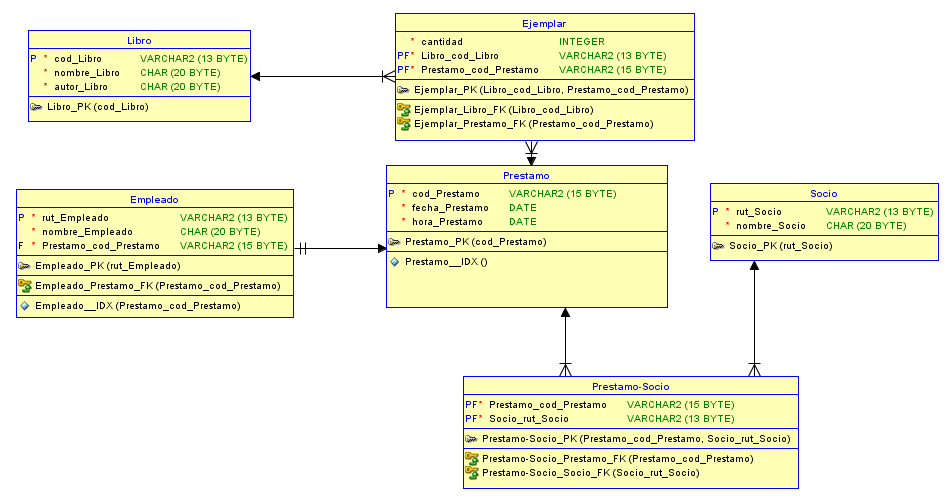 Libro
P * cod_Libro VARCHAR2 (13 BYTE)
* nombre_Libro CHAR (20 BYTE)
* autor_Libro CHAR (20 BYTE)
Libro_PK (cod_Libro)
Ejemplar
* cantidad INTEGER
PF* Libro_cod_Libro VARCHAR2 (13 BYTE)
PF* Prestamo_cod_Prestamo VARCHAR2 (15 BYTE)
Ejemplar_PK (Libro_cod_Libro, Prestamo_cod_Prestamo)
Ejemplar_Libro_FK (Libro_cod_Libro)
Ejemplar_Prestamo_FK (Prestamo_cod_Prestamo)
Empleado
P * rut_Empleado VARCHAR2 (13 BYTE)
* nombre_Empleado CHAR (20 BYTE)
F * Prestamo_cod_Prestamo VARCHAR2 (15 BYTE)
Empleado_PK (rut_Empleado)
Empleado_Prestamo_FK (Prestamo_cod_Prestamo)
Empleado__IDX (Prestamo_cod_Prestamo)
Prestamo
P * cod_Prestamo VARCHAR2 (15 BYTE)
* fecha_Prestamo DATE
* hora_Prestamo DATE
Prestamo_PK (cod_Prestamo)
Prestamo__IDX ()
Socio
P * rut_Socio VARCHAR2 (13 BYTE)
* nombre_Socio CHAR (20 BYTE)
Socio_PK (rut_Socio)
Prestamo-Socio
PF* Prestamo_cod_Prestamo VARCHAR2 (15 BYTE)
PF* Socio_rut_Socio VARCHAR2 (13 BYTE)
Prestamo-Socio_PK (Prestamo_cod_Prestamo, Socio_rut_Socio)
Prestamo-Socio_Prestamo_FK (Prestamo_cod_Prestamo)
Prestamo-Socio_Socio_FK (Socio_rut_Socio)